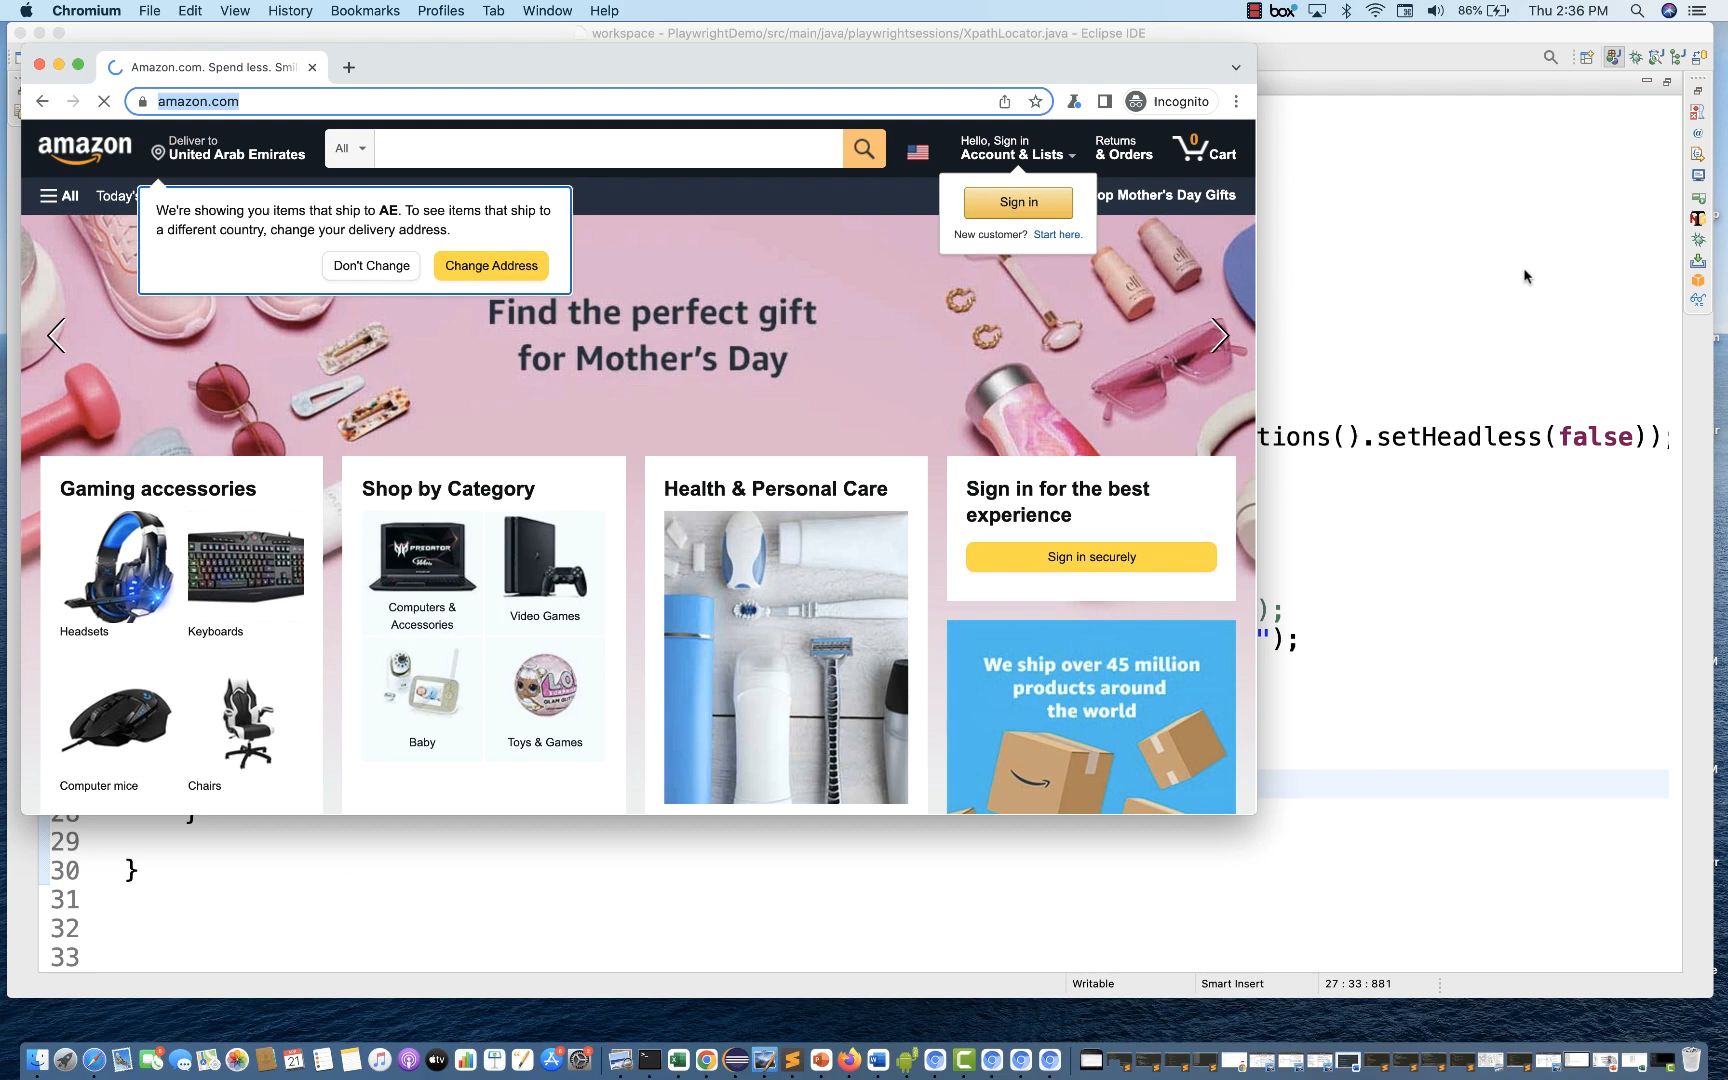 Chromium File Edit View History Bookmarks Profiles Tab Window Help
box 86% Thu 2:36 PM
workspace - PlaywrightDemo/src/main/java/playwrightsessions/XpathLocator.java - Eclipse IDE
Amazon.com. Spend less. Smil
amazon.com
Incognito
amazon
Deliver to
United Arab Emirates
All
Hello, Sign in
Account & Lists
Returns
& Orders
0
Cart
All Today's
op Mother's Day Gifts
We're showing you items that ship to AE. To see items that ship to
a different country, change your delivery address.
Don't Change Change Address
Sign in
New customer? Start here.
Find the perfect gift
for Mother's Day
tions().setHeadless(false));
Gaming accessories
Headsets
Keyboards
Computer mice
Chairs
Shop by Category
PREDATOR
Computers &
Accessories
Video Games
Baby
Toys & Games
Health & Personal Care
Sign in for the best
experience
Sign in securely
We ship over 45 million
products around
the world
);
");
28 }
29
30 }
31
32
33
Writable Smart Insert 27 : 33 : 881
tv